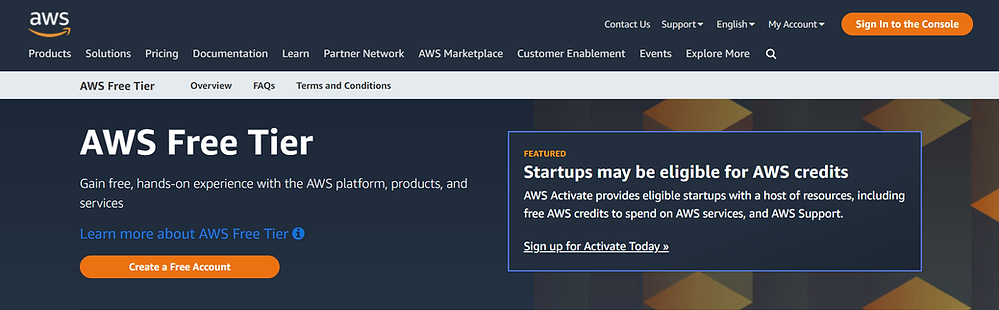 aws
Contact Us Support English My Account Sign In to the Console
Products Solutions Pricing Documentation Learn Partner Network AWS Marketplace Customer Enablement Events Explore More
AWS Free Tier Overview FAQs Terms and Conditions
AWS Free Tier
Gain free, hands-on experience with the AWS platform, products, and
services
Learn more about AWS Free Tier
Create a Free Account
FEATURED
Startups may be eligible for AWS credits
AWS Activate provides eligible startups with a host of resources, including
free AWS credits to spend on AWS services, and AWS Support.
Sign up for Activate Today »